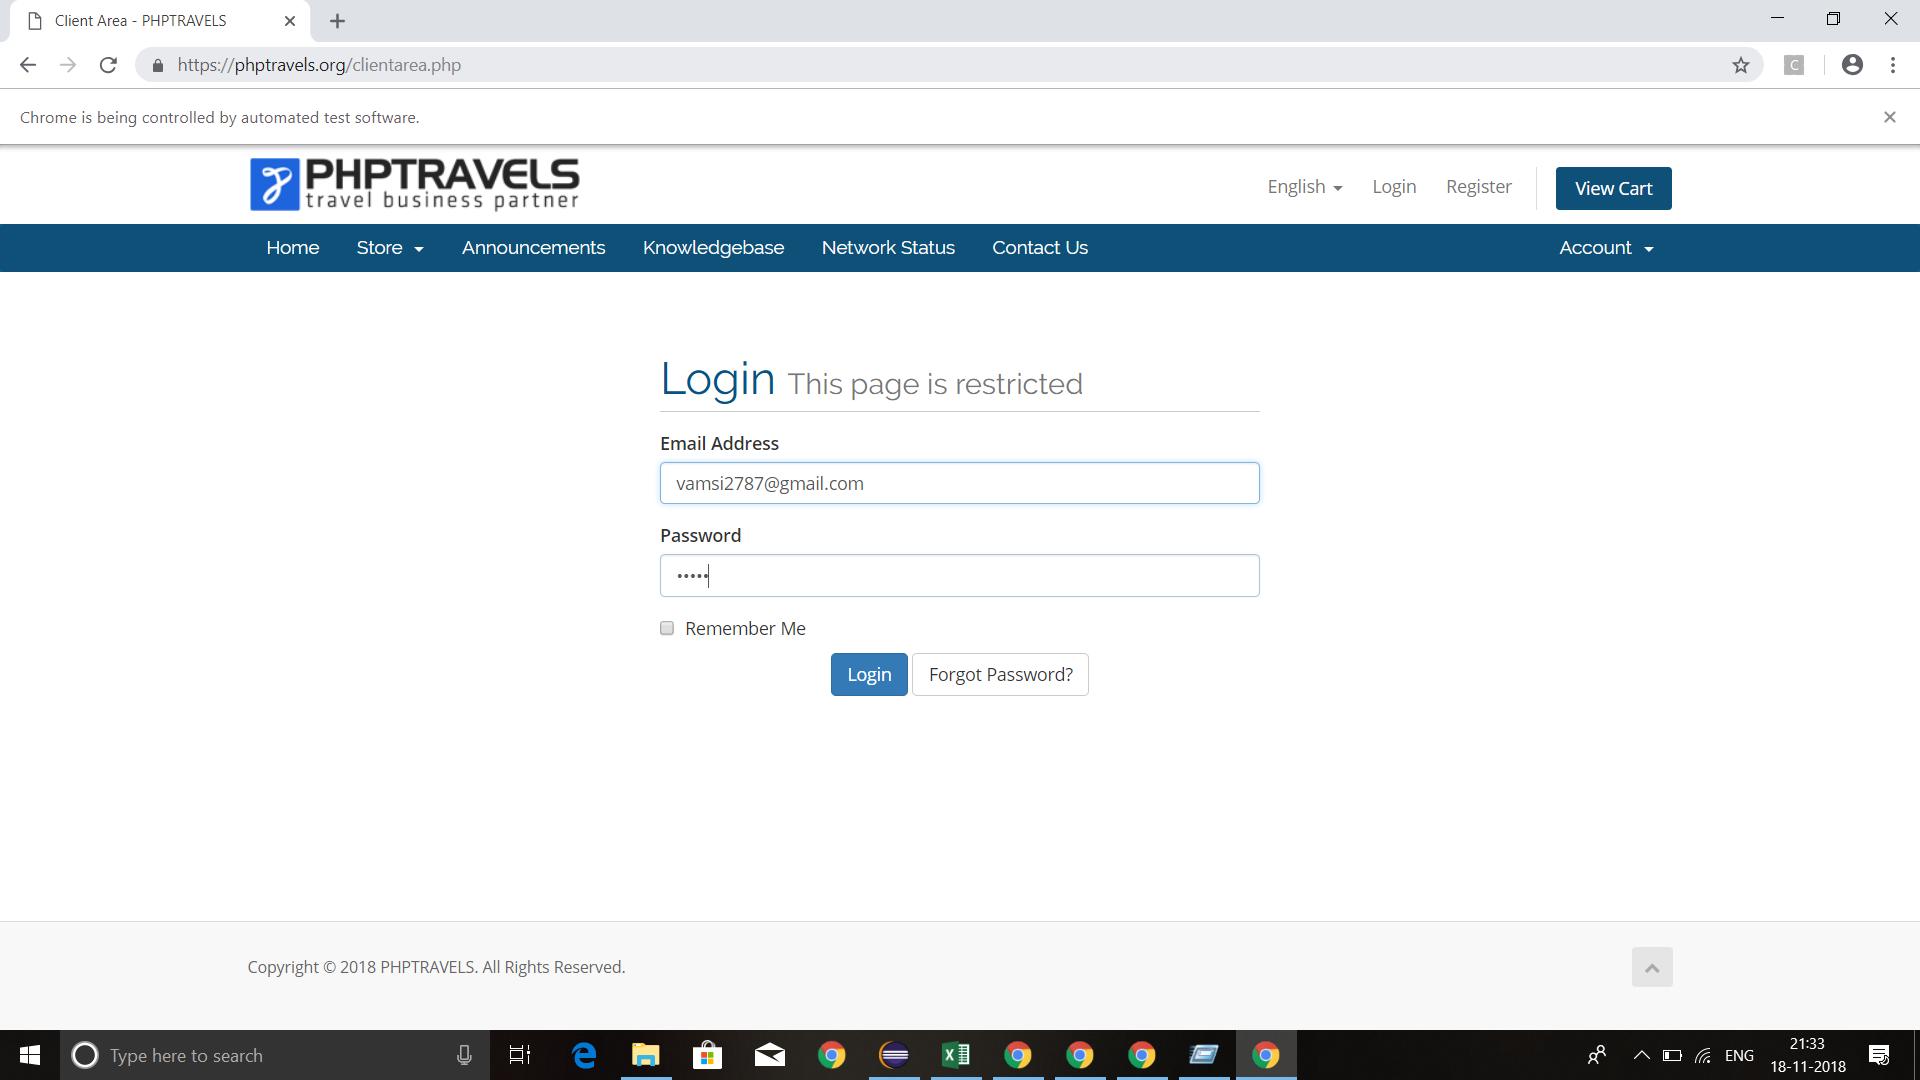 Client Area - PHPTRAVELS
https://phptravels.org/clientarea.php
C
Chrome is being controlled by automated test software.
PHPTRAVELS
travel business partner
English
Login
Register
View Cart
Home
Store
Announcements
Knowledgebase
Network Status
Contact Us
Account
Login This page is restricted
Email Address
vamsi2787@gmail.com
Password
•••••
Remember Me
Login
Forgot Password?
Copyright © 2018 PHPTRAVELS. All Rights Reserved.
Type here to search
ENG
21:33
18-11-2018